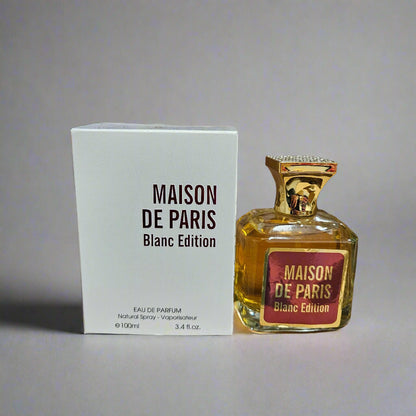 MAISON
DE PARIS
Blanc Edition
EAU DE PARFUM
Natural Spray - Vaporisateur
℮100ml 3.4 fl.oz.
MAISON
DE PARIS
Blanc Edition